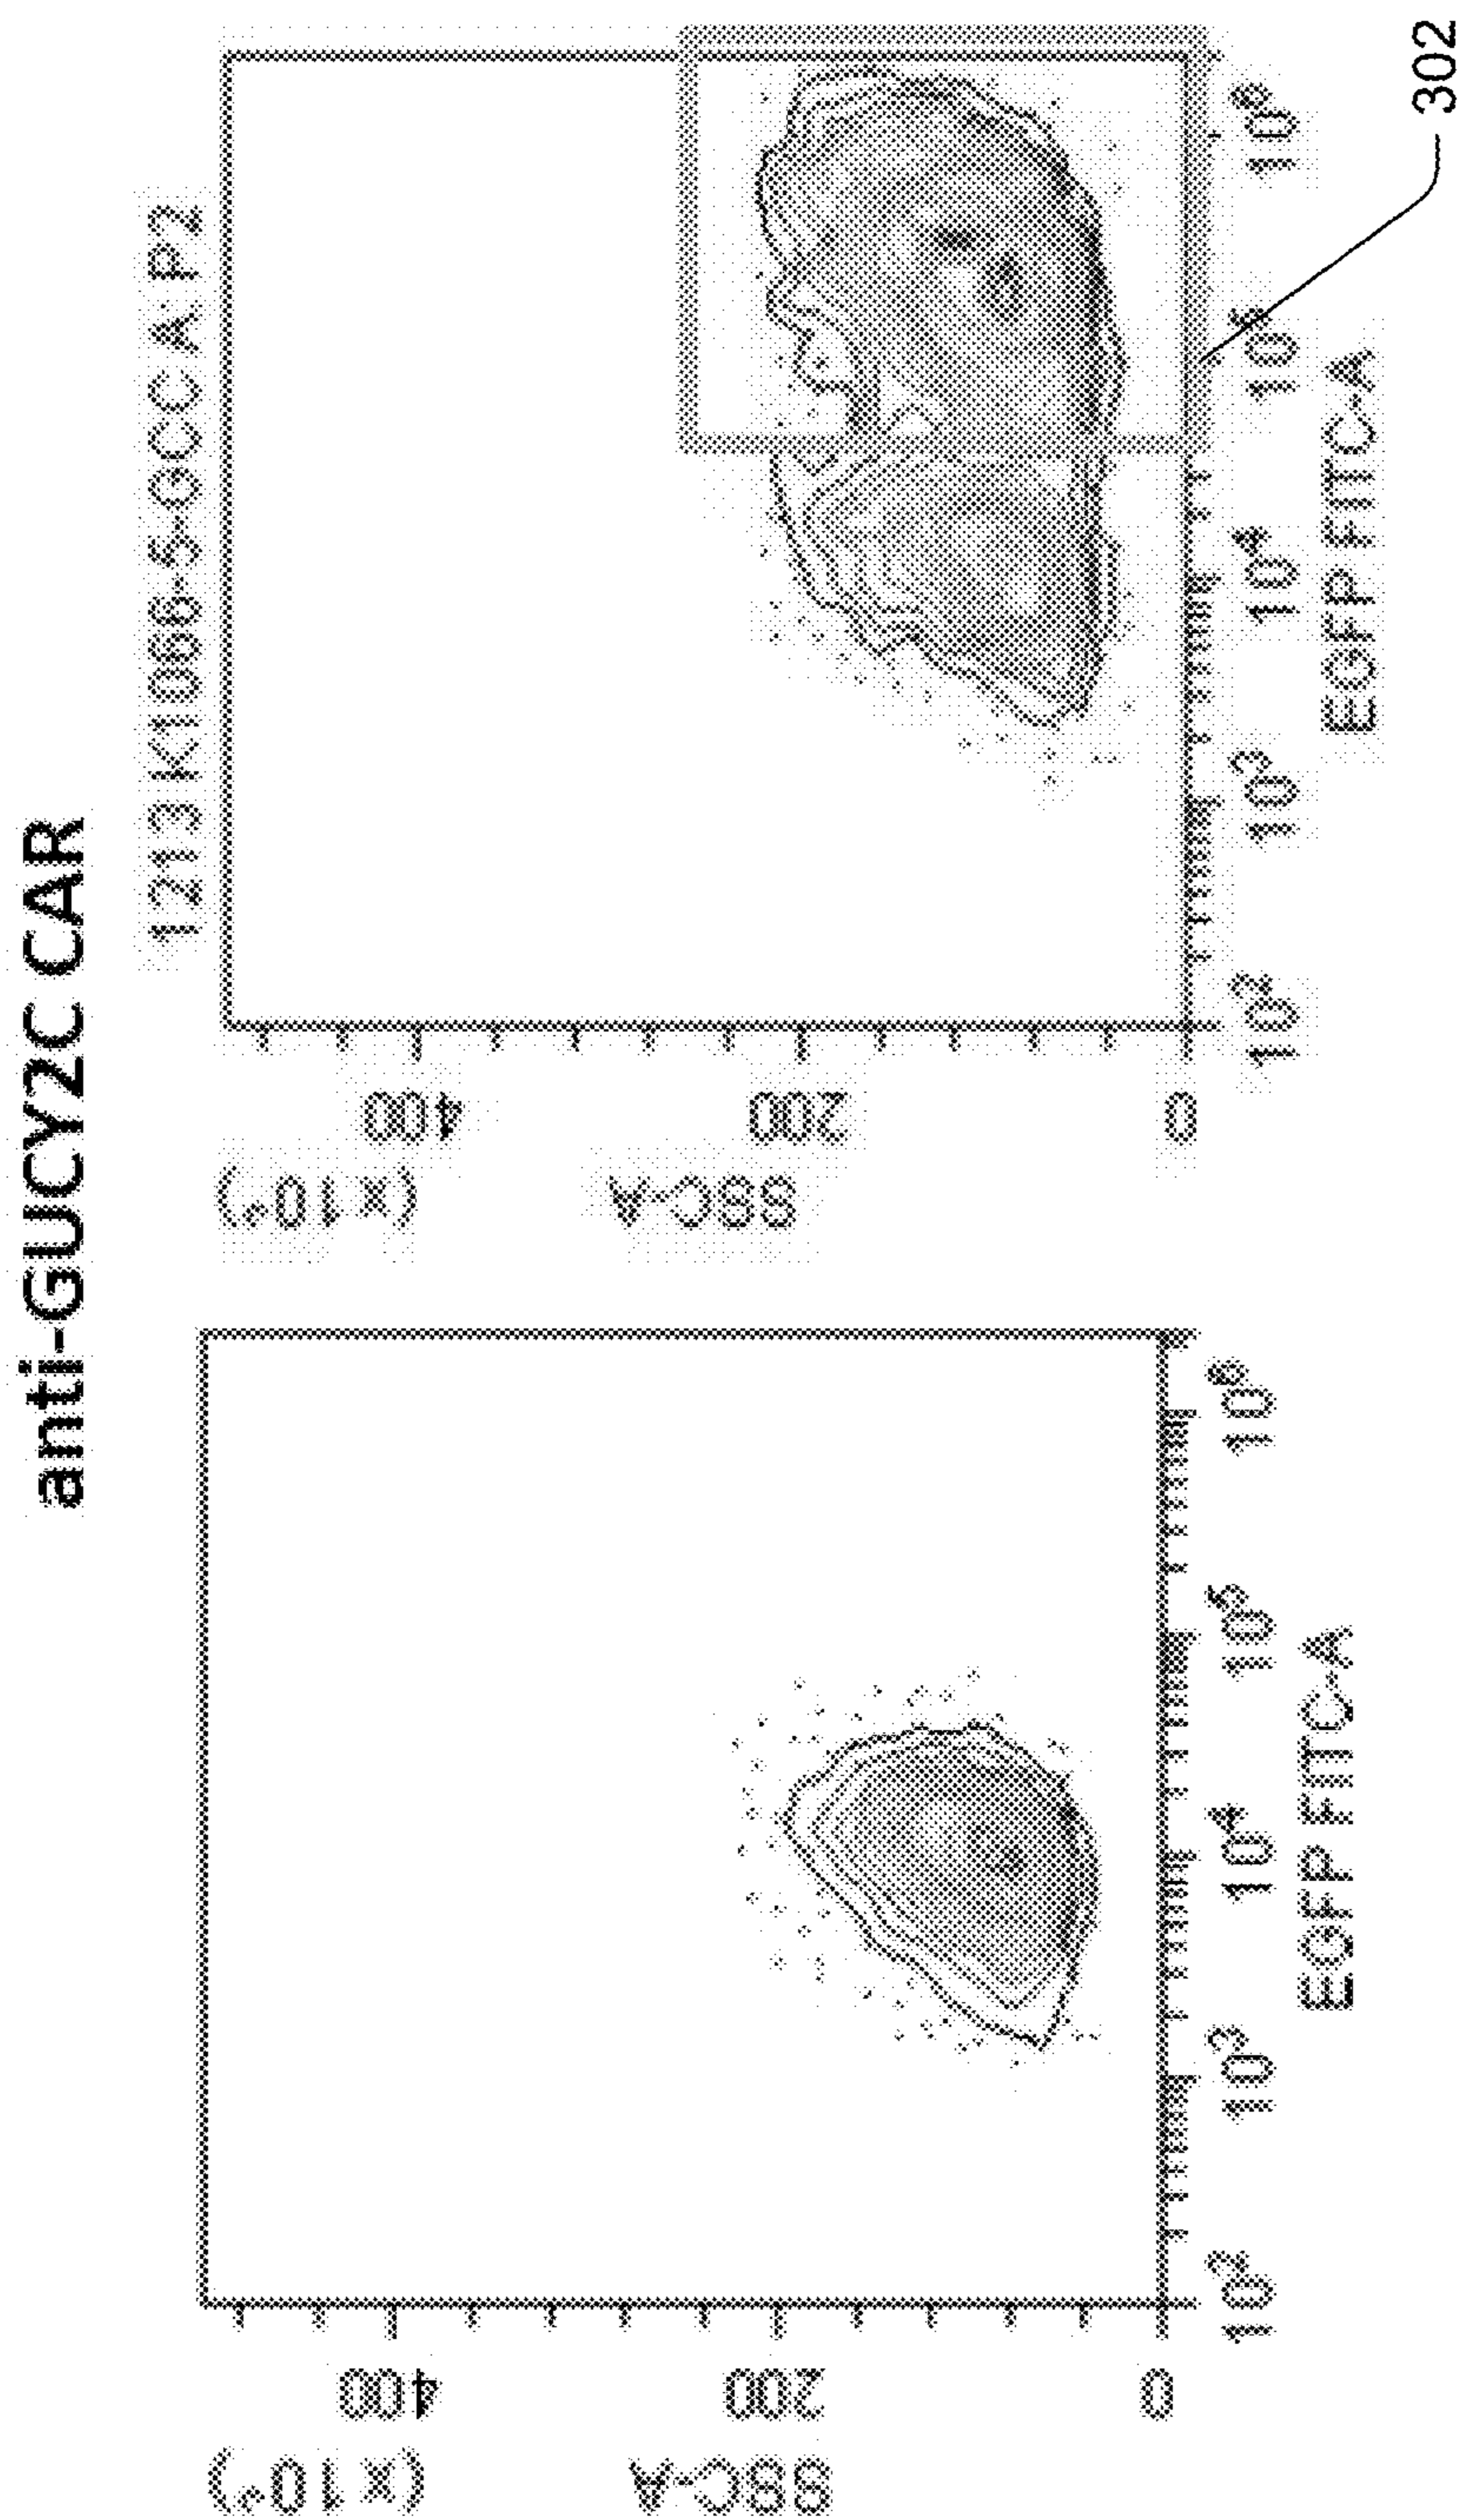 anti-GUCY2C CAR
(x 10³)
SSC-A
400
200
0
10² 10³ 10⁴ 10⁵ 10⁶
EGFP FITC-A
1213 K1066-5-GCC A P2
(x 10³)
SSC-A
400
200
0
10² 10³ 10⁴ 10⁵ 10⁶
EGFP FITC-A
302